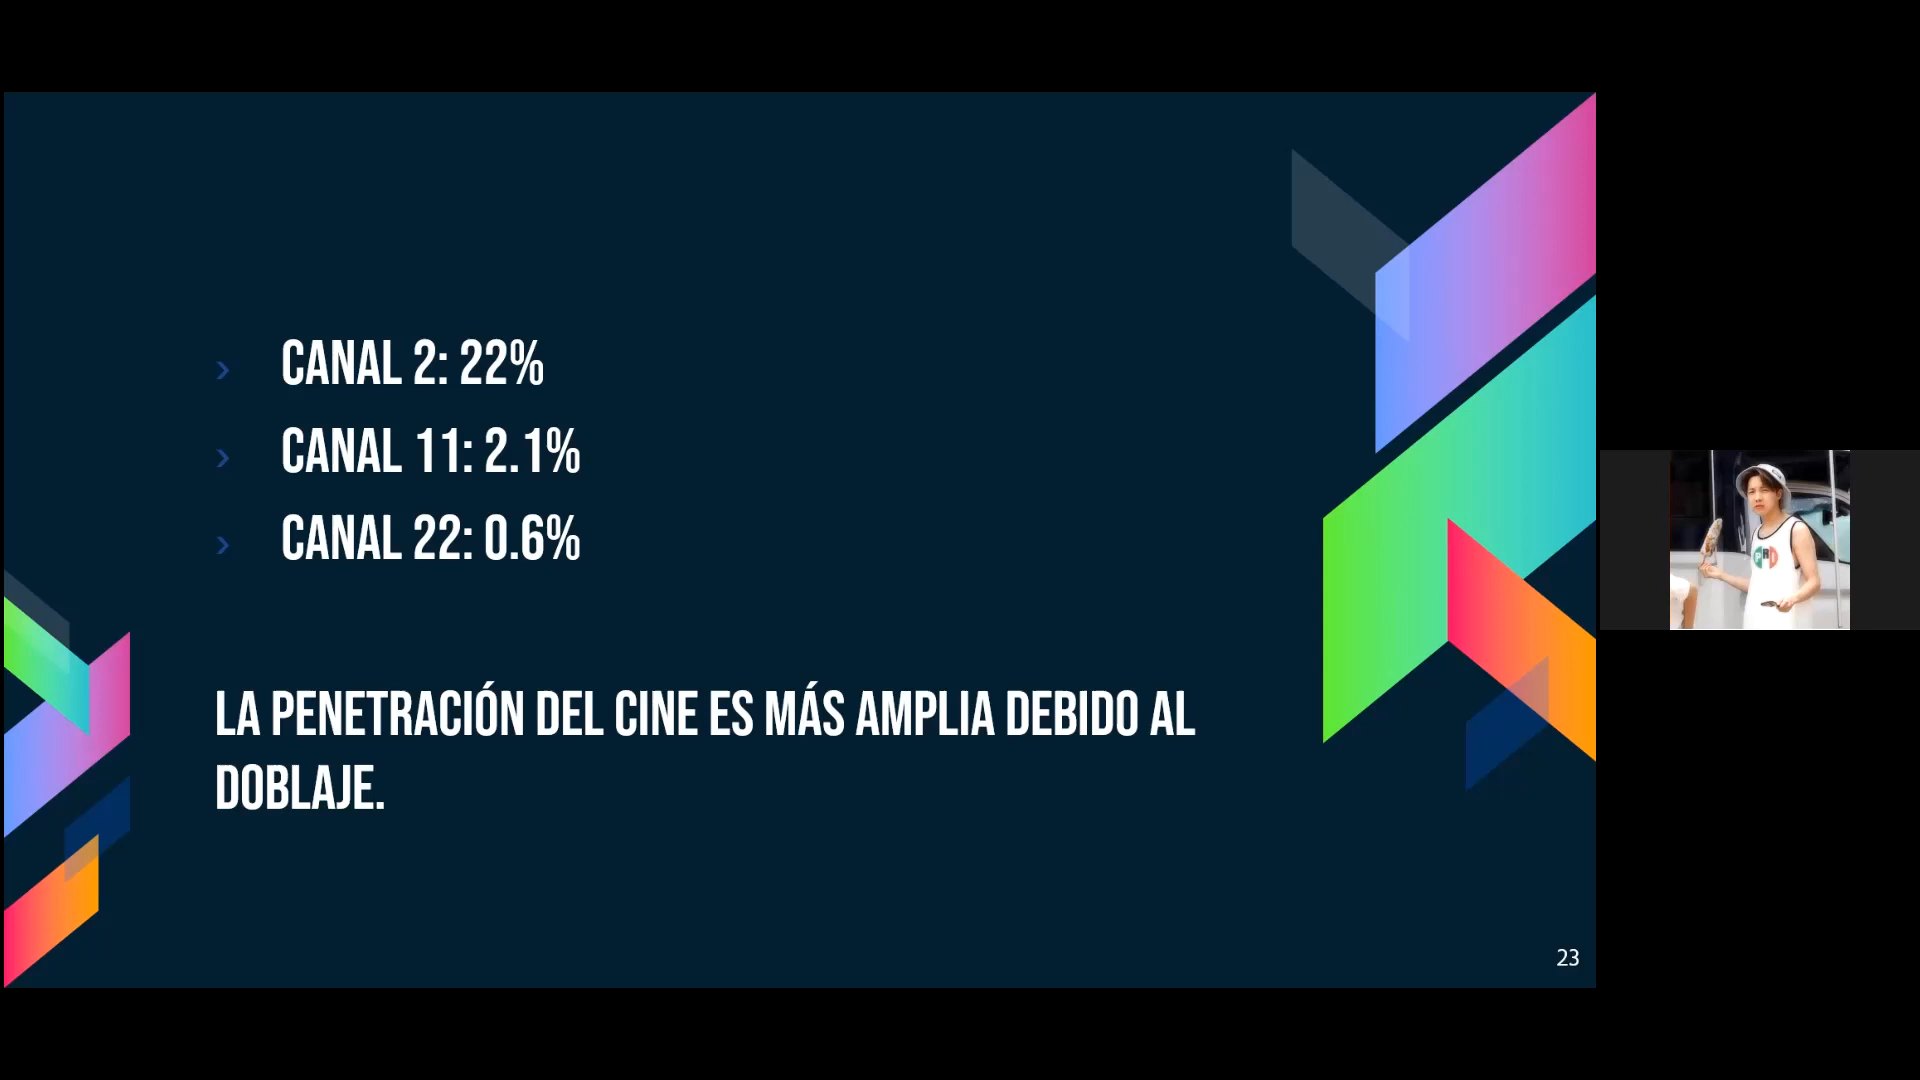 CANAL 2: 22%
CANAL 11: 2.1%
CANAL 22: 0.6%
LA PENETRACIÓN DEL CINE ES MÁS AMPLIA DEBIDO AL
DOBLAJE.
23
PRI